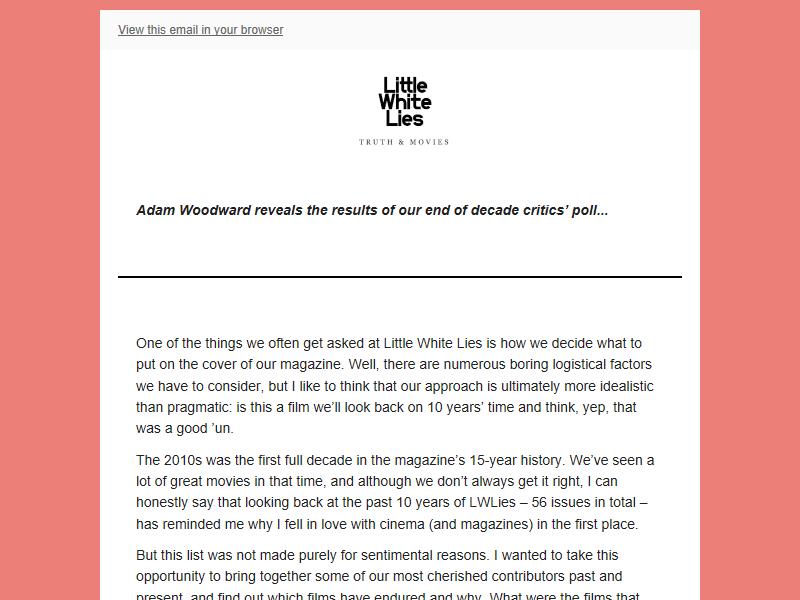 View this email in your browser
Little
White
Lies
TRUTH & MOVIES
Adam Woodward reveals the results of our end of decade critics’ poll...
One of the things we often get asked at Little White Lies is how we decide what to
put on the cover of our magazine. Well, there are numerous boring logistical factors
we have to consider, but I like to think that our approach is ultimately more idealistic
than pragmatic: is this a film we’ll look back on 10 years’ time and think, yep, that
was a good ’un.
The 2010s was the first full decade in the magazine’s 15-year history. We’ve seen a
lot of great movies in that time, and although we don’t always get it right, I can
honestly say that looking back at the past 10 years of LWLies – 56 issues in total –
has reminded me why I fell in love with cinema (and magazines) in the first place.
But this list was not made purely for sentimental reasons. I wanted to take this
opportunity to bring together some of our most cherished contributors past and
present, and find out which films have endured and why. What were the films that